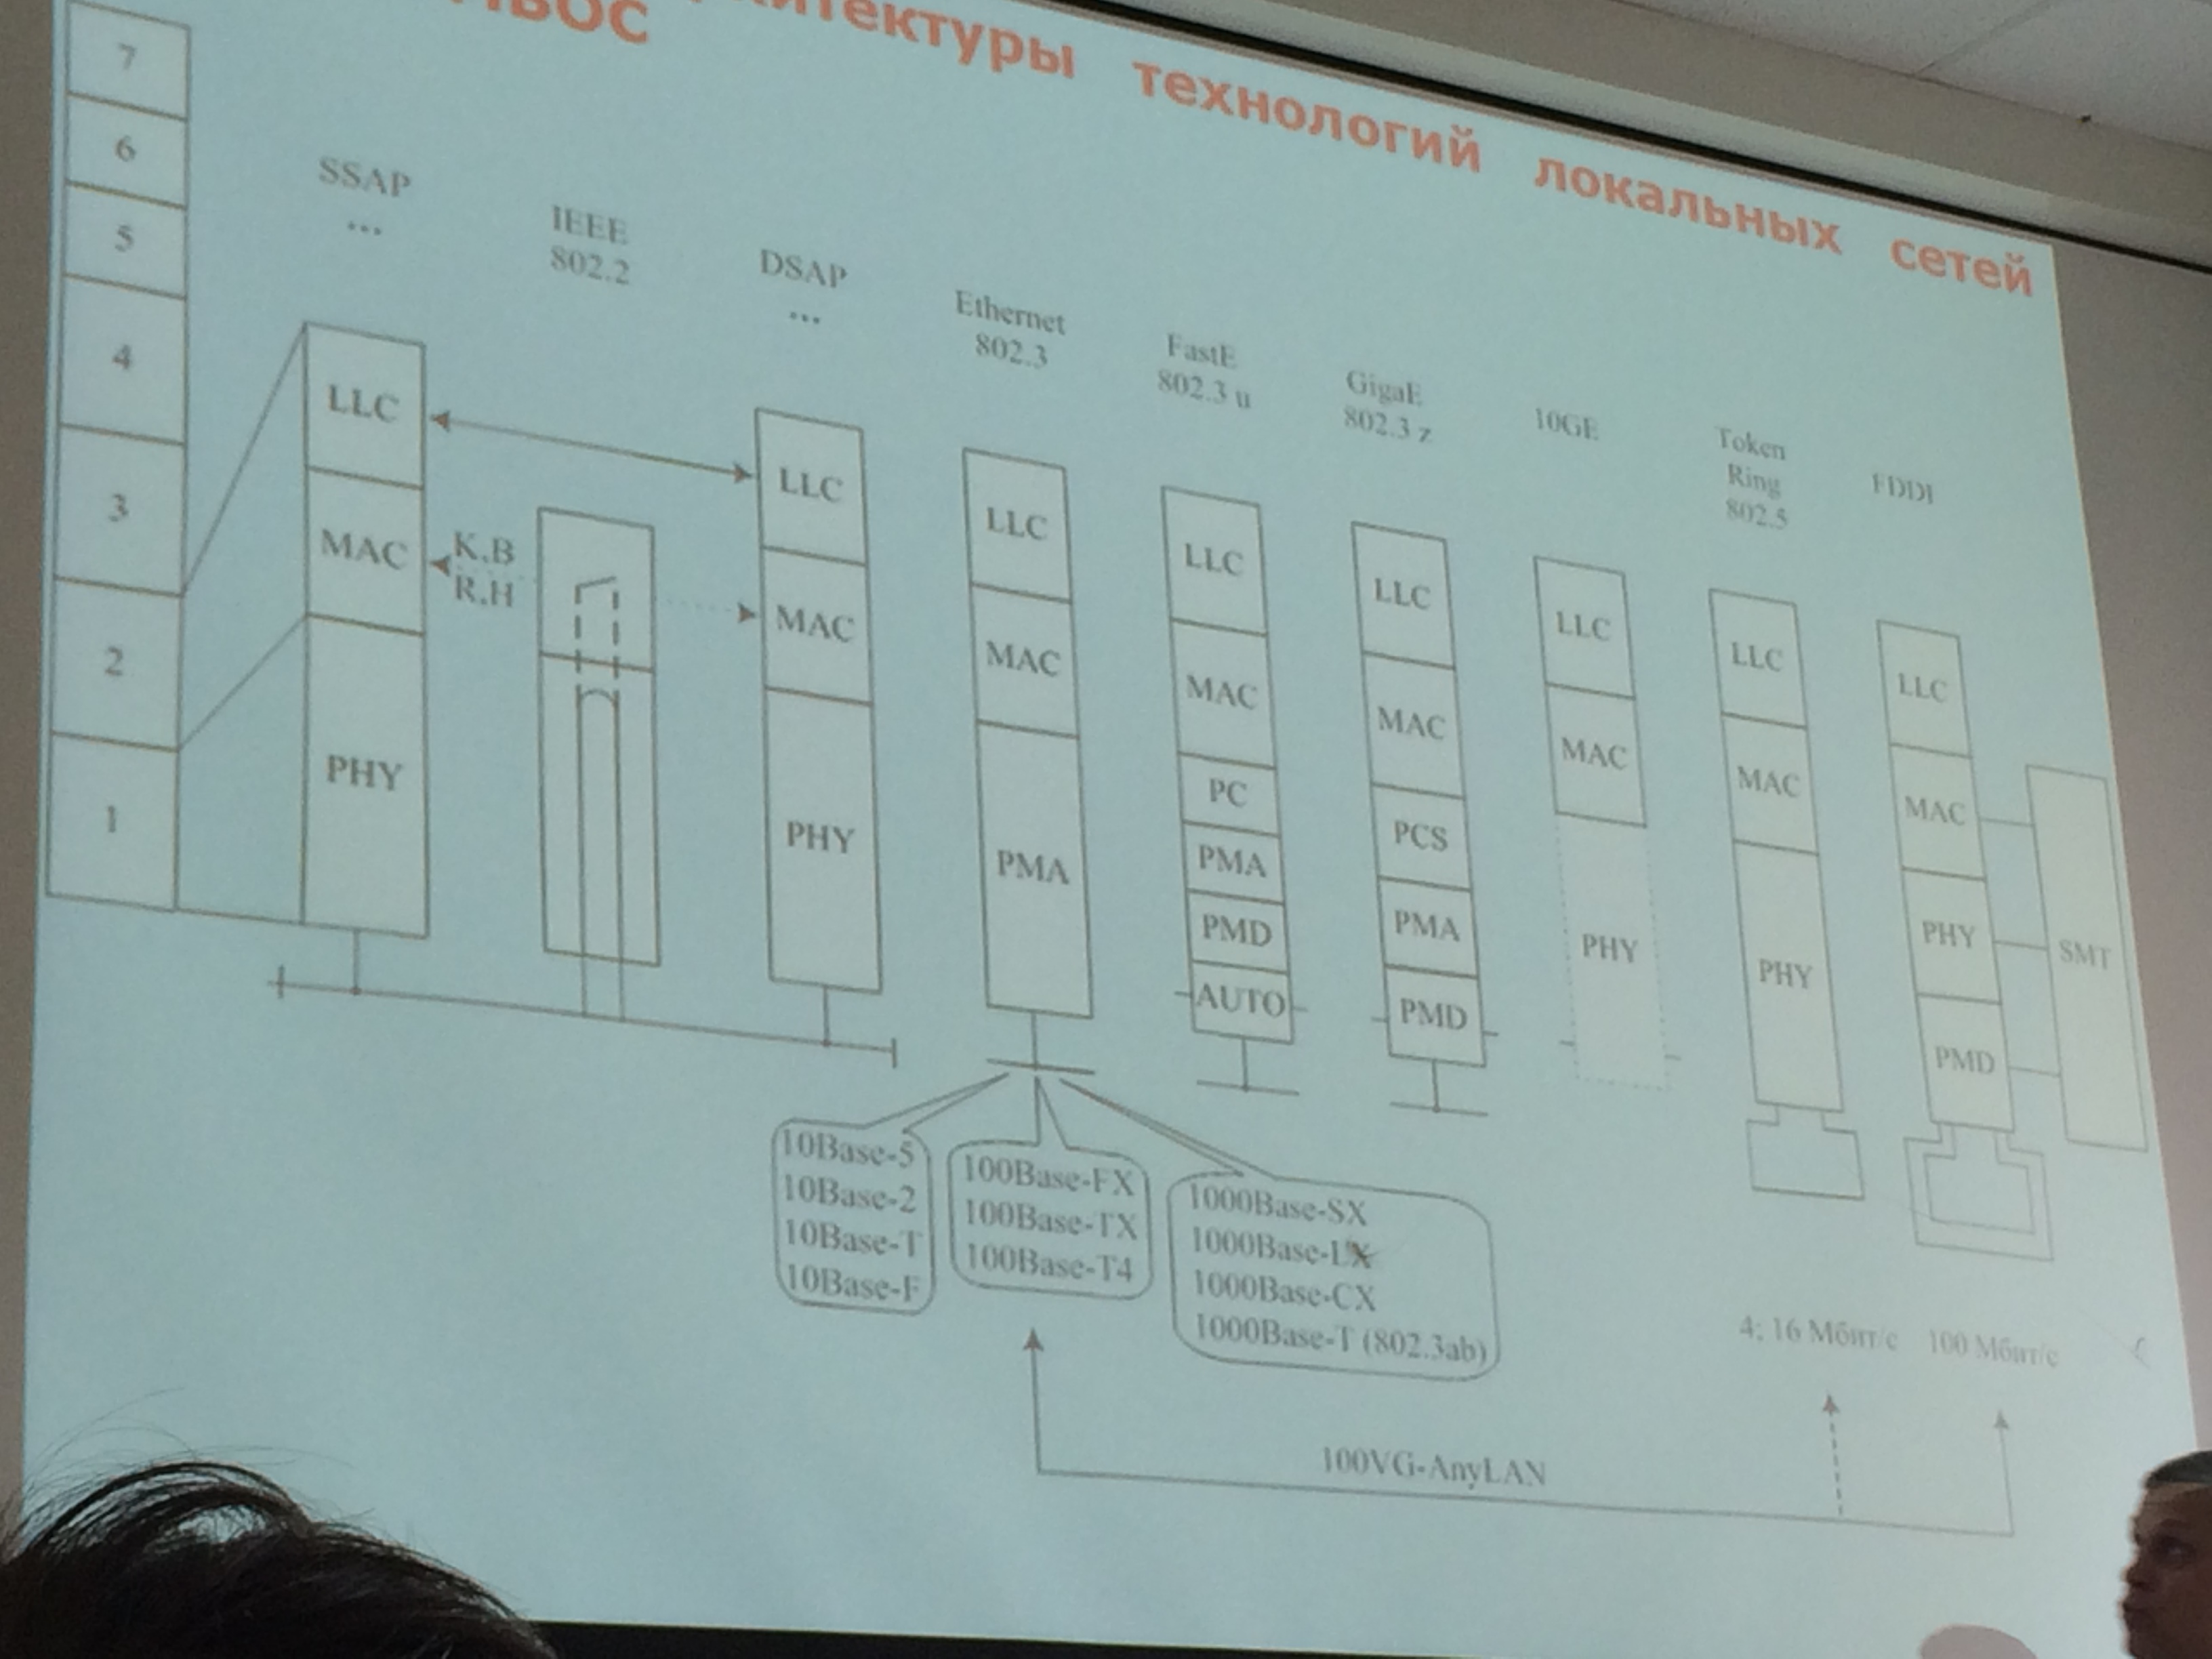 архитектуры технологий локальных сетей
7
6
5
4
3
2
1
SSAP
...
IEEE
802.2
DSAP
...
Ethernet
802.3
FastE
802.3 u
GigaE
802.3 z
10GE
Token
Ring
802.5
FDDI
LLC
MAC
PHY
K.B
R.H
LLC
MAC
PHY
LLC
MAC
PMA
LLC
MAC
PC
PMA
PMD
AUTO
LLC
MAC
PCS
PMA
PMD
LLC
MAC
PHY
LLC
MAC
PHY
LLC
MAC
PHY
PMD
SMT
10Base-5
10Base-2
10Base-T
10Base-F
100Base-FX
100Base-TX
100Base-T4
1000Base-SX
1000Base-LX
1000Base-CX
1000Base-T (802.3ab)
4; 16 Мбит/с
100 Мбит/с
100VG-AnyLAN